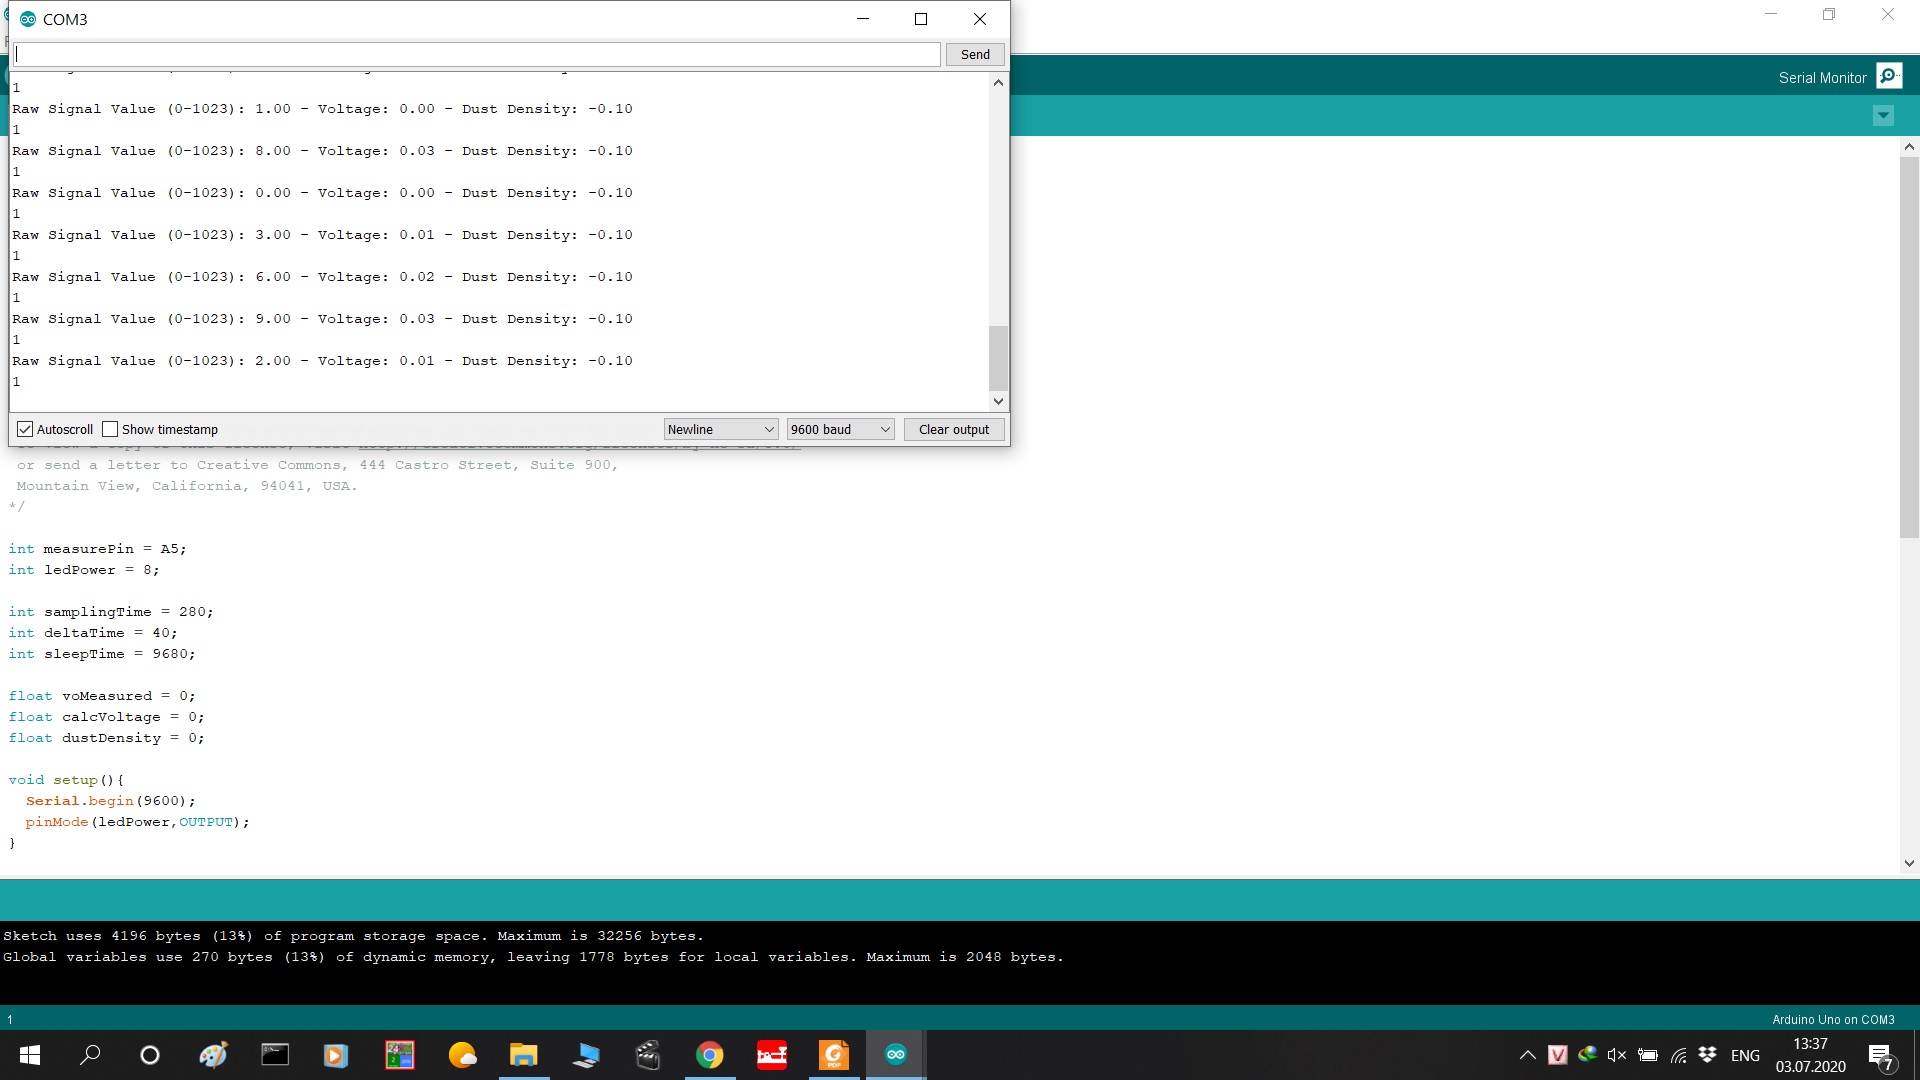 COM3
Send
1
Raw Signal Value (0-1023): 1.00 - Voltage: 0.00 - Dust Density: -0.10
1
Raw Signal Value (0-1023): 8.00 - Voltage: 0.03 - Dust Density: -0.10
1
Raw Signal Value (0-1023): 0.00 - Voltage: 0.00 - Dust Density: -0.10
1
Raw Signal Value (0-1023): 3.00 - Voltage: 0.01 - Dust Density: -0.10
1
Raw Signal Value (0-1023): 6.00 - Voltage: 0.02 - Dust Density: -0.10
1
Raw Signal Value (0-1023): 9.00 - Voltage: 0.03 - Dust Density: -0.10
1
Raw Signal Value (0-1023): 2.00 - Voltage: 0.01 - Dust Density: -0.10
1
Autoscroll Show timestamp Newline 9600 baud Clear output
Serial Monitor
or send a letter to Creative Commons, 444 Castro Street, Suite 900,
Mountain View, California, 94041, USA.
*/
int measurePin = A5;
int ledPower = 8;
int samplingTime = 280;
int deltaTime = 40;
int sleepTime = 9680;
float voMeasured = 0;
float calcVoltage = 0;
float dustDensity = 0;
void setup(){
Serial.begin(9600);
pinMode(ledPower,OUTPUT);
}
Sketch uses 4196 bytes (13%) of program storage space. Maximum is 32256 bytes.
Global variables use 270 bytes (13%) of dynamic memory, leaving 1778 bytes for local variables. Maximum is 2048 bytes.
1
Arduino Uno on COM3
ENG
13:37
03.07.2020
7